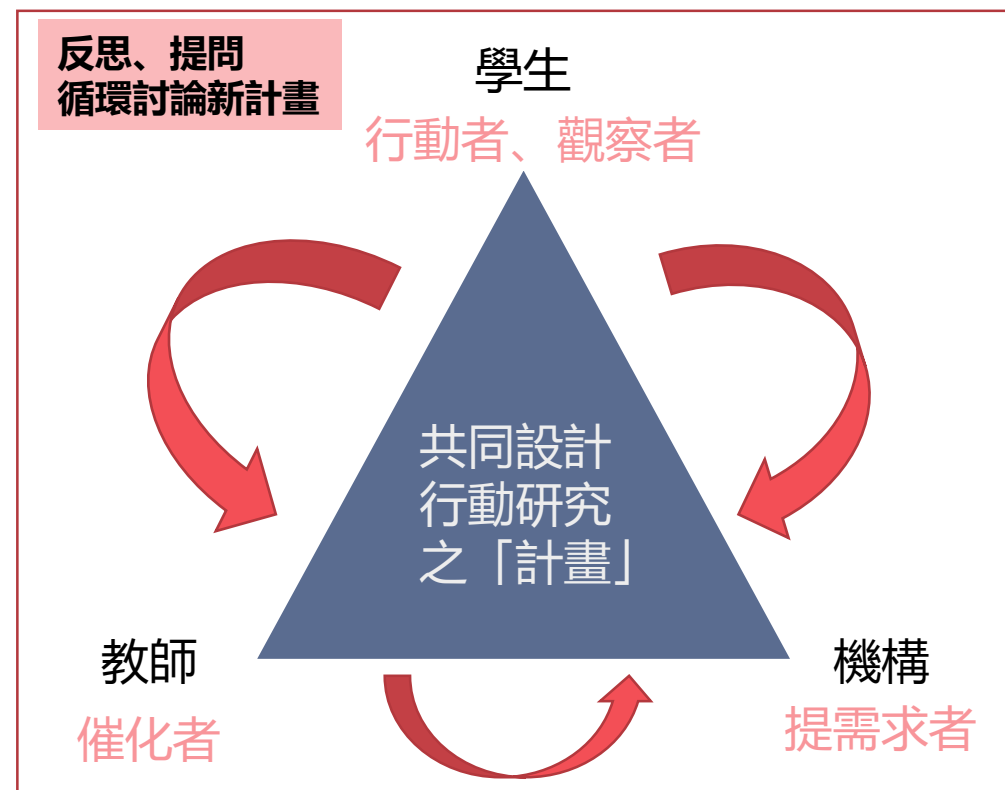 反思、提問
循環討論新計畫
學生
行動者、觀察者
共同設計
行動研究
之「計畫」
教師
催化者
機構
提需求者